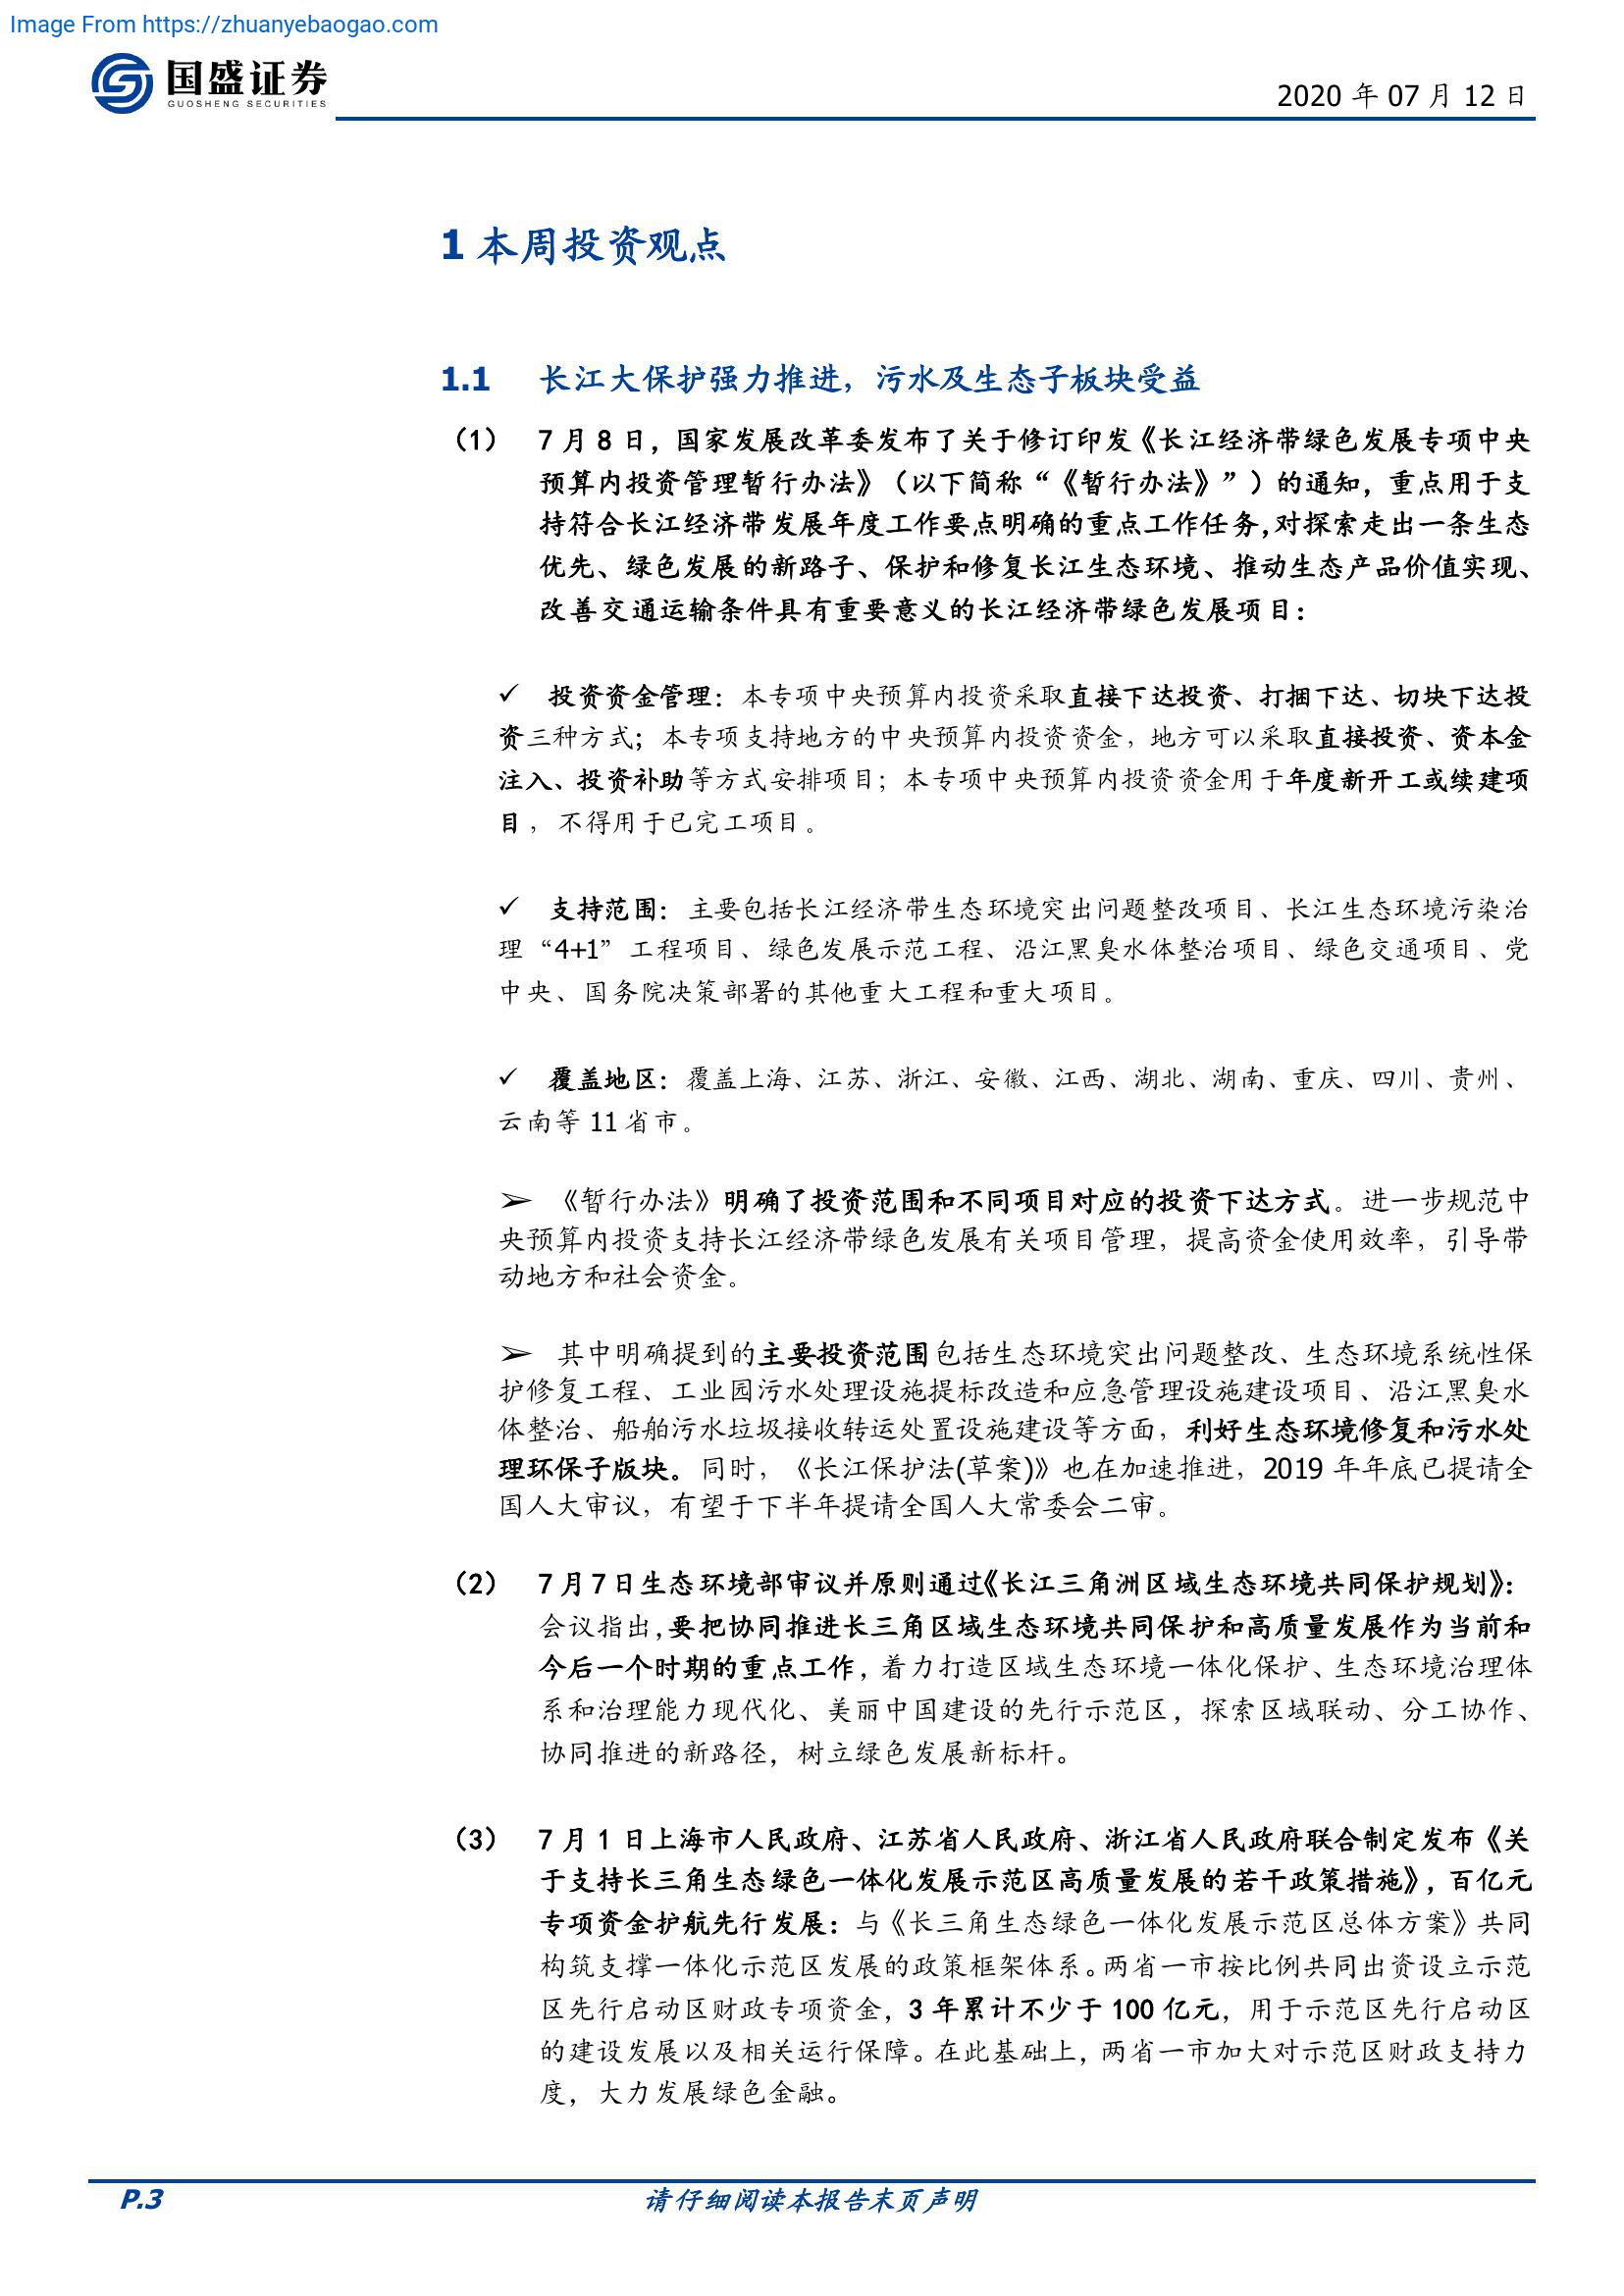 Image From https://zhuanyebaogao.com
国盛证券
GUOSHENG SECURITIES
2020 年 07 月 12 日
1 本周投资观点
1.1 长江大保护强力推进，污水及生态子板块受益
（1） 7 月 8 日，国家发展改革委发布了关于修订印发《长江经济带绿色发展专项中央
预算内投资管理暂行办法》（以下简称“《暂行办法》”）的通知，重点用于支
持符合长江经济带发展年度工作要点明确的重点工作任务，对探索走出一条生态
优先、绿色发展的新路子、保护和修复长江生态环境、推动生态产品价值实现、
改善交通运输条件具有重要意义的长江经济带绿色发展项目：
✓ 投资资金管理：本专项中央预算内投资采取直接下达投资、打捆下达、切块下达投
资三种方式；本专项支持地方的中央预算内投资资金，地方可以采取直接投资、资本金
注入、投资补助等方式安排项目；本专项中央预算内投资资金用于年度新开工或续建项
目，不得用于已完工项目。
✓ 支持范围：主要包括长江经济带生态环境突出问题整改项目、长江生态环境污染治
理“4+1”工程项目、绿色发展示范工程、沿江黑臭水体整治项目、绿色交通项目、党
中央、国务院决策部署的其他重大工程和重大项目。
✓ 覆盖地区：覆盖上海、江苏、浙江、安徽、江西、湖北、湖南、重庆、四川、贵州、
云南等 11 省市。
➢ 《暂行办法》明确了投资范围和不同项目对应的投资下达方式。进一步规范中
央预算内投资支持长江经济带绿色发展有关项目管理，提高资金使用效率，引导带
动地方和社会资金。
➢ 其中明确提到的主要投资范围包括生态环境突出问题整改、生态环境系统性保
护修复工程、工业园污水处理设施提标改造和应急管理设施建设项目、沿江黑臭水
体整治、船舶污水垃圾接收转运处置设施建设等方面，利好生态环境修复和污水处
理环保子版块。同时，《长江保护法(草案)》也在加速推进，2019 年年底已提请全
国人大审议，有望于下半年提请全国人大常委会二审。
（2） 7 月 7 日生态环境部审议并原则通过《长江三角洲区域生态环境共同保护规划》：
会议指出，要把协同推进长三角区域生态环境共同保护和高质量发展作为当前和
今后一个时期的重点工作，着力打造区域生态环境一体化保护、生态环境治理体
系和治理能力现代化、美丽中国建设的先行示范区，探索区域联动、分工协作、
协同推进的新路径，树立绿色发展新标杆。
（3） 7 月 1 日上海市人民政府、江苏省人民政府、浙江省人民政府联合制定发布《关
于支持长三角生态绿色一体化发展示范区高质量发展的若干政策措施》，百亿元
专项资金护航先行发展：与《长三角生态绿色一体化发展示范区总体方案》共同
构筑支撑一体化示范区发展的政策框架体系。两省一市按比例共同出资设立示范
区先行启动区财政专项资金，3 年累计不少于 100 亿元，用于示范区先行启动区
的建设发展以及相关运行保障。在此基础上，两省一市加大对示范区财政支持力
度，大力发展绿色金融。
P.3 请仔细阅读本报告末页声明